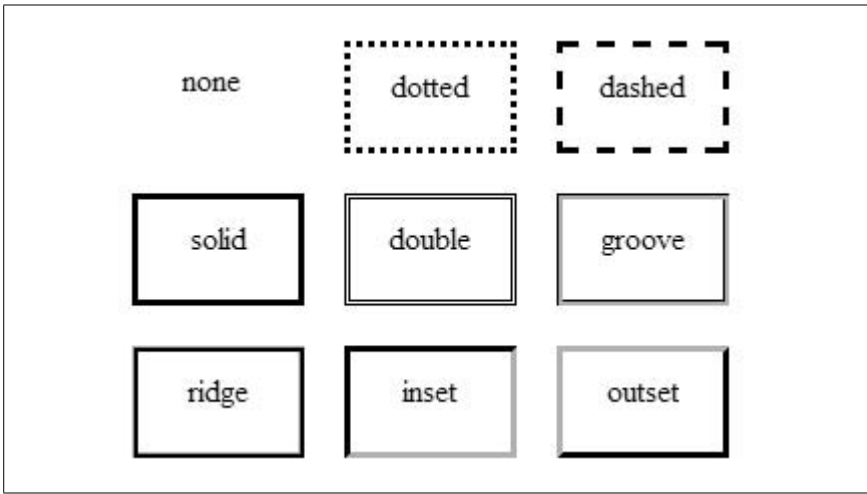 none dotted dashed
solid double groove
ridge inset outset